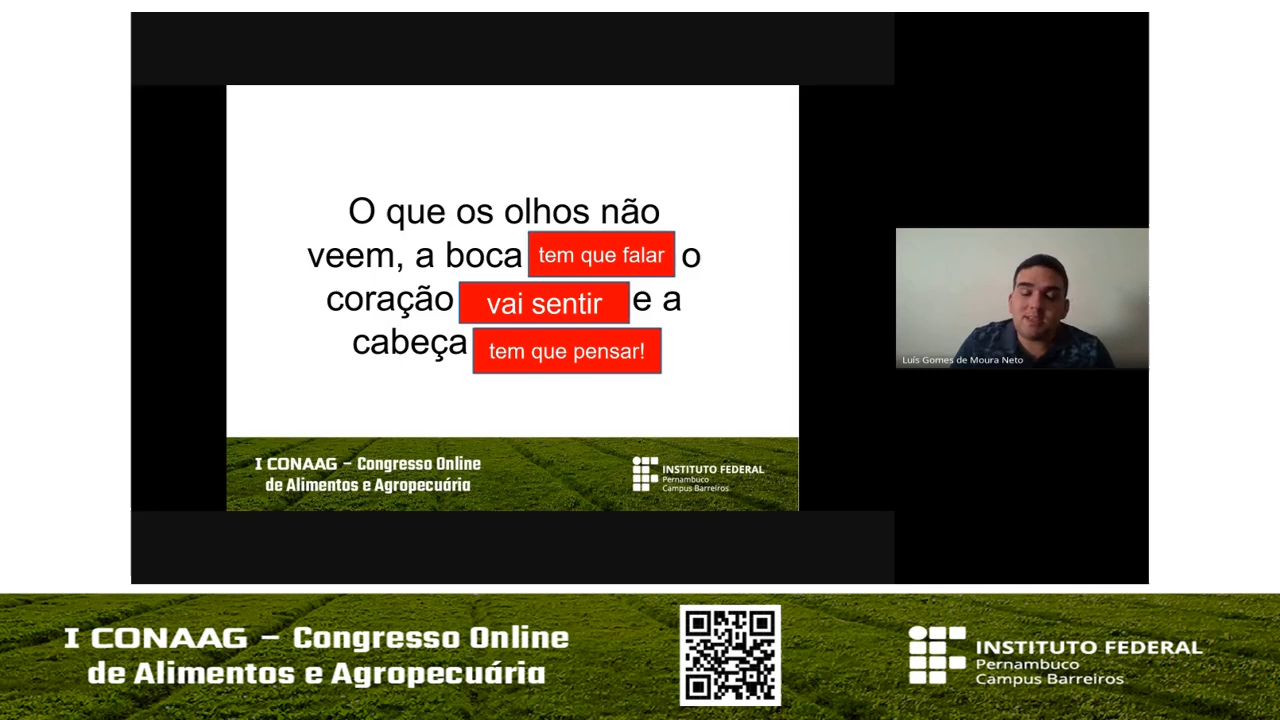 O que os olhos não
veem, a boca tem que falar o
coração vai sentir e a
cabeça tem que pensar!
I CONAAG – Congresso Online
de Alimentos e Agropecuária
INSTITUTO FEDERAL
Pernambuco
Campus Barreiros
Luís Gomes de Moura Neto
I CONAAG – Congresso Online
de Alimentos e Agropecuária
INSTITUTO FEDERAL
Pernambuco
Campus Barreiros